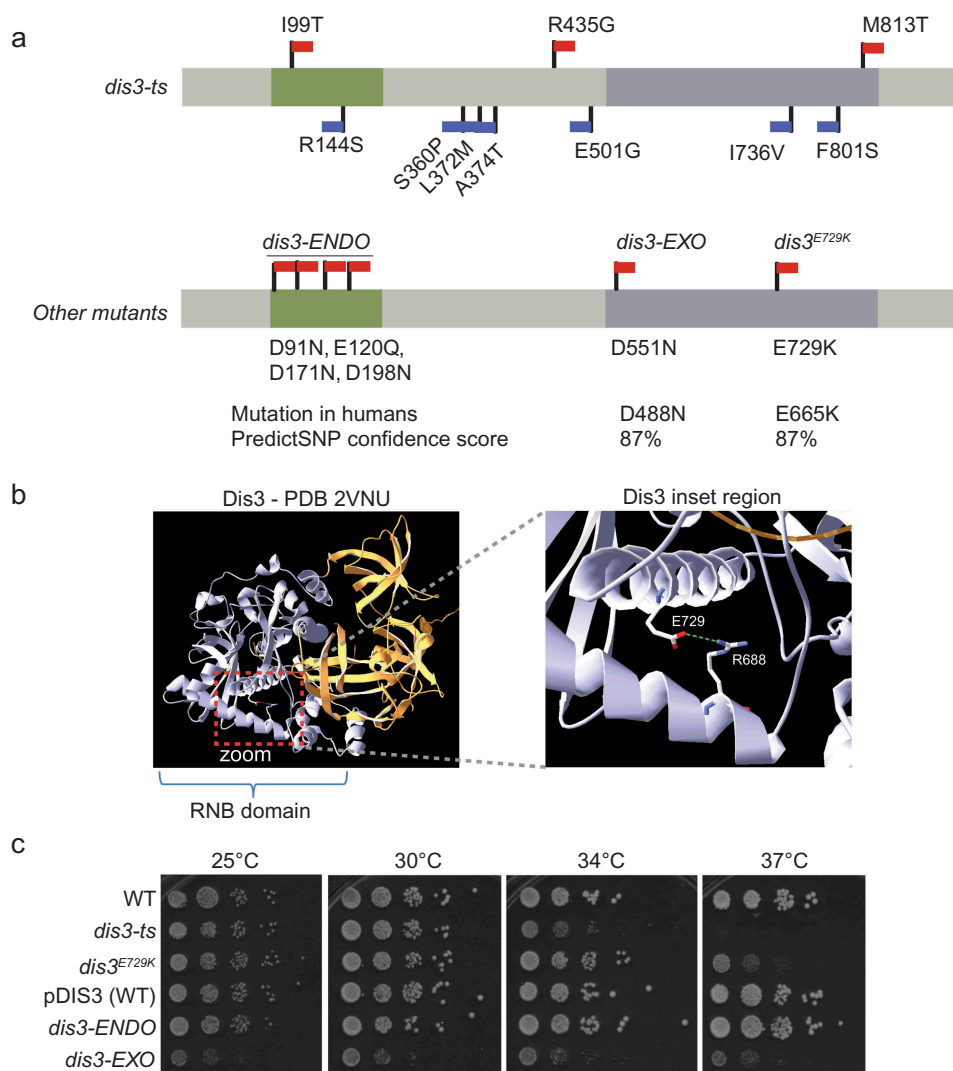 a
I99T R435G M813T
dis3-ts
R144S S360P L372M A374T E501G I736V F801S
dis3-ENDO dis3-EXO dis3E729K
Other mutants
D91N, E120Q, D551N E729K
D171N, D198N
Mutation in humans D488N E665K
PredictSNP confidence score 87% 87%
b
Dis3 - PDB 2VNU Dis3 inset region
E729
R688
zoom
RNB domain
c
25°C 30°C 34°C 37°C
WT
dis3-ts
dis3E729K
pDIS3 (WT)
dis3-ENDO
dis3-EXO